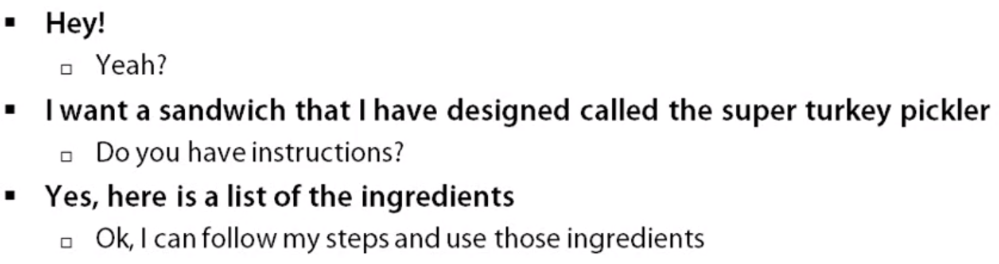 Hey!
Yeah?
I want a sandwich that I have designed called the super turkey pickler
Do you have instructions?
Yes, here is a list of the ingredients
Ok, I can follow my steps and use those ingredients